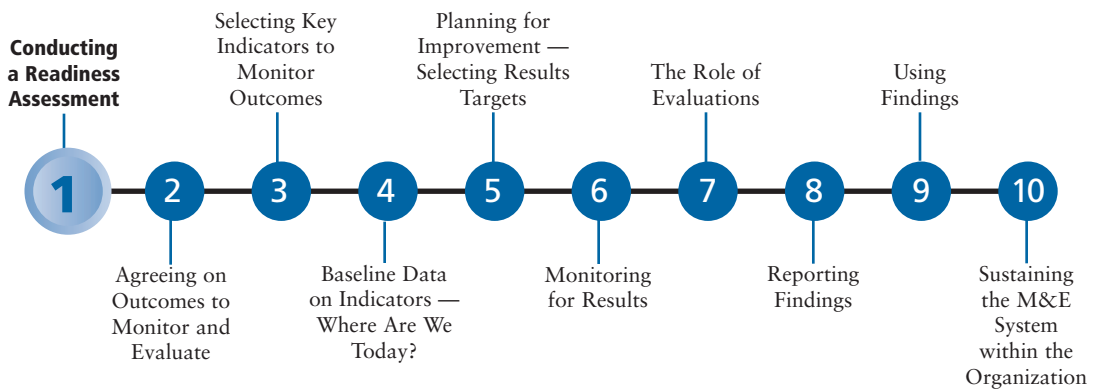 Conducting
a Readiness
Assessment
1
2
Agreeing on
Outcomes to
Monitor and
Evaluate
Selecting Key
Indicators to
Monitor
Outcomes
3
4
Baseline Data
on Indicators —
Where Are We
Today?
Planning for
Improvement —
Selecting Results
Targets
5
6
Monitoring
for Results
The Role of
Evaluations
7
8
Reporting
Findings
Using
Findings
9
10
Sustaining
the M&E
System
within the
Organization